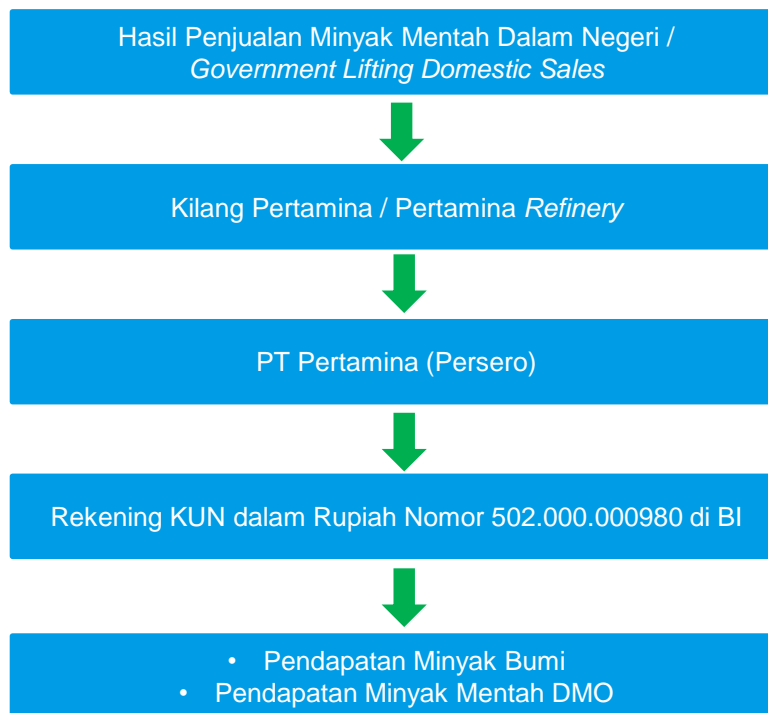 Hasil Penjualan Minyak Mentah Dalam Negeri /
Government Lifting Domestic Sales
Kilang Pertamina / Pertamina Refinery
PT Pertamina (Persero)
Rekening KUN dalam Rupiah Nomor 502.000.000980 di BI
• Pendapatan Minyak Bumi
• Pendapatan Minyak Mentah DMO